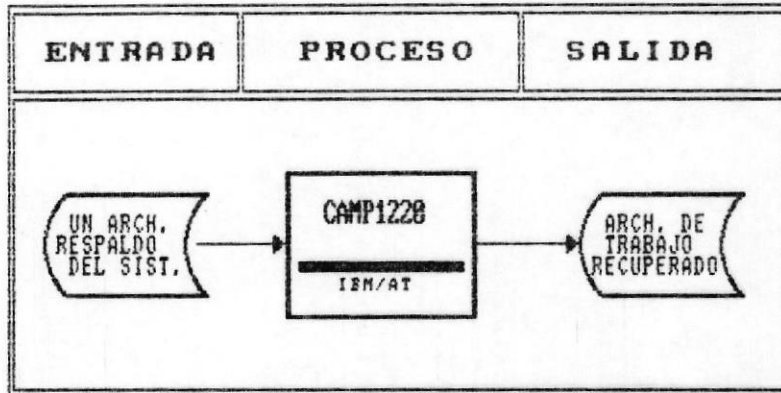 ENTRADA
PROCESO
SALIDA
UN ARCH.
RESPALDO
DEL SIST.
CAMP1220
IBM/AT
ARCH. DE
TRABAJO
RECUPERADO